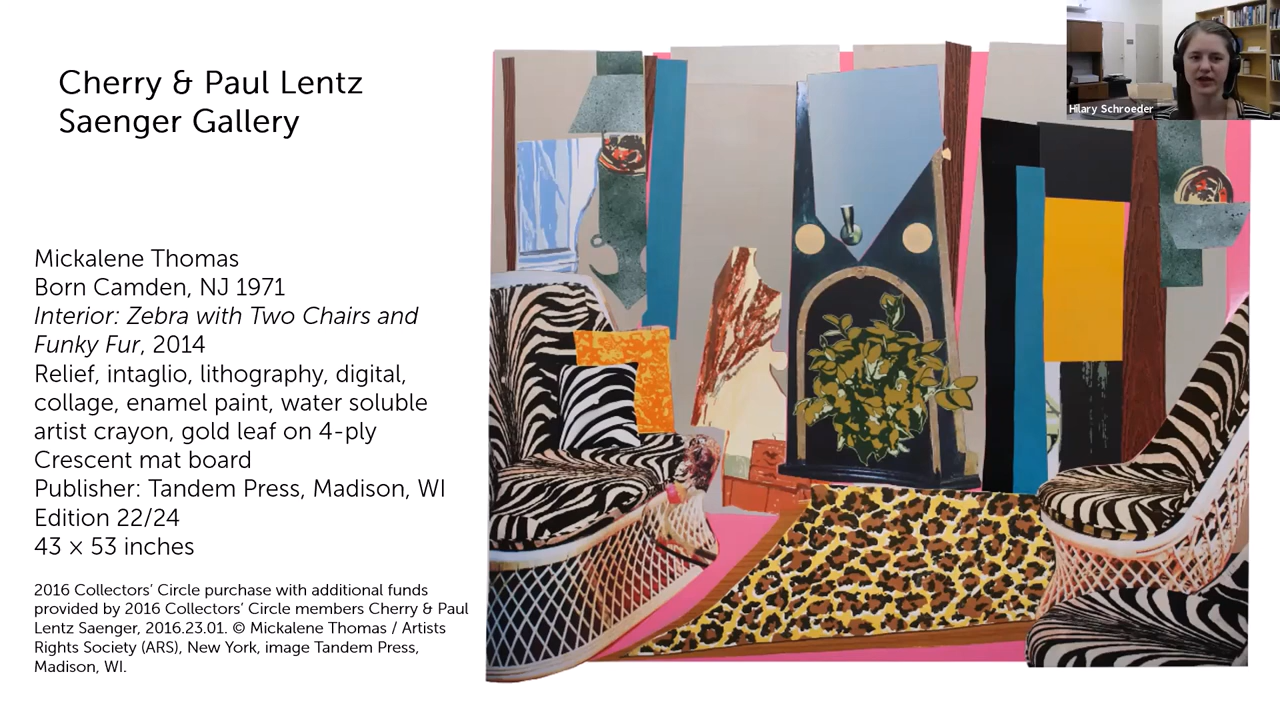 Cherry & Paul Lentz
Saenger Gallery
Hilary Schroeder
Mickalene Thomas
Born Camden, NJ 1971
Interior: Zebra with Two Chairs and
Funky Fur, 2014
Relief, intaglio, lithography, digital,
collage, enamel paint, water soluble
artist crayon, gold leaf on 4-ply
Crescent mat board
Publisher: Tandem Press, Madison, WI
Edition 22/24
43 × 53 inches
2016 Collectors’ Circle purchase with additional funds
provided by 2016 Collectors’ Circle members Cherry & Paul
Lentz Saenger, 2016.23.01. © Mickalene Thomas / Artists
Rights Society (ARS), New York, image Tandem Press,
Madison, WI.